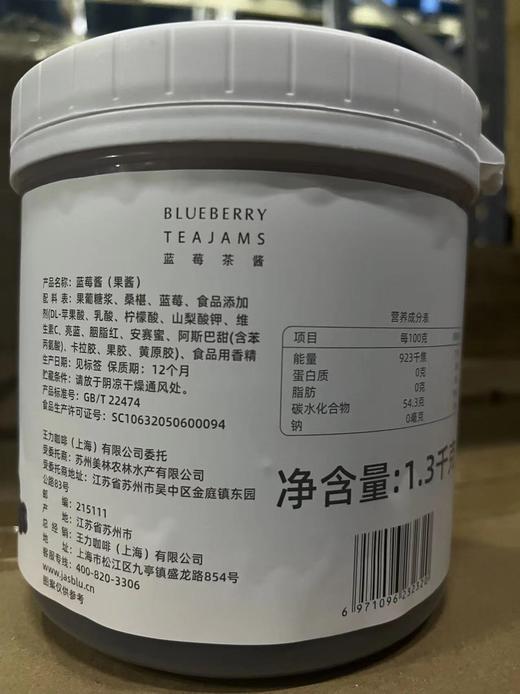 BLUEBERRY
TEAJAMS
蓝莓茶酱
产品名称：蓝莓酱（果酱）
配料表：果葡糖浆、桑椹、蓝莓、食品添加
剂(DL-苹果酸、乳酸、柠檬酸、山梨酸钾、维
生素C、亮蓝、胭脂红、安赛蜜、阿斯巴甜(含苯
丙氨酸)、卡拉胶、果胶、黄原胶)、食品用香精
生产日期：见标签 保质期：12个月
贮藏条件：请放于阴凉干燥通风处。
产品标准号：GB/T 22474
食品生产许可证号：SC10632050600094
王力咖啡（上海）有限公司委托
受委托商：苏州美林农林水产有限公司
受委托商地址：江苏省苏州市吴中区金庭镇东园
公路83号
邮 编：215111
产 地：江苏省苏州市
总经销：王力咖啡（上海）有限公司
地 址：上海市松江区九亭镇盛龙路854号
客服专线：400-820-3306
www.jasblu.cn
图案仅供参考
营养成分表
项目 每100克
能量 923千焦
蛋白质 0克
脂肪 0克
碳水化合物 54.3克
钠 0毫克
净含量：1.3千克
6 971096 232320